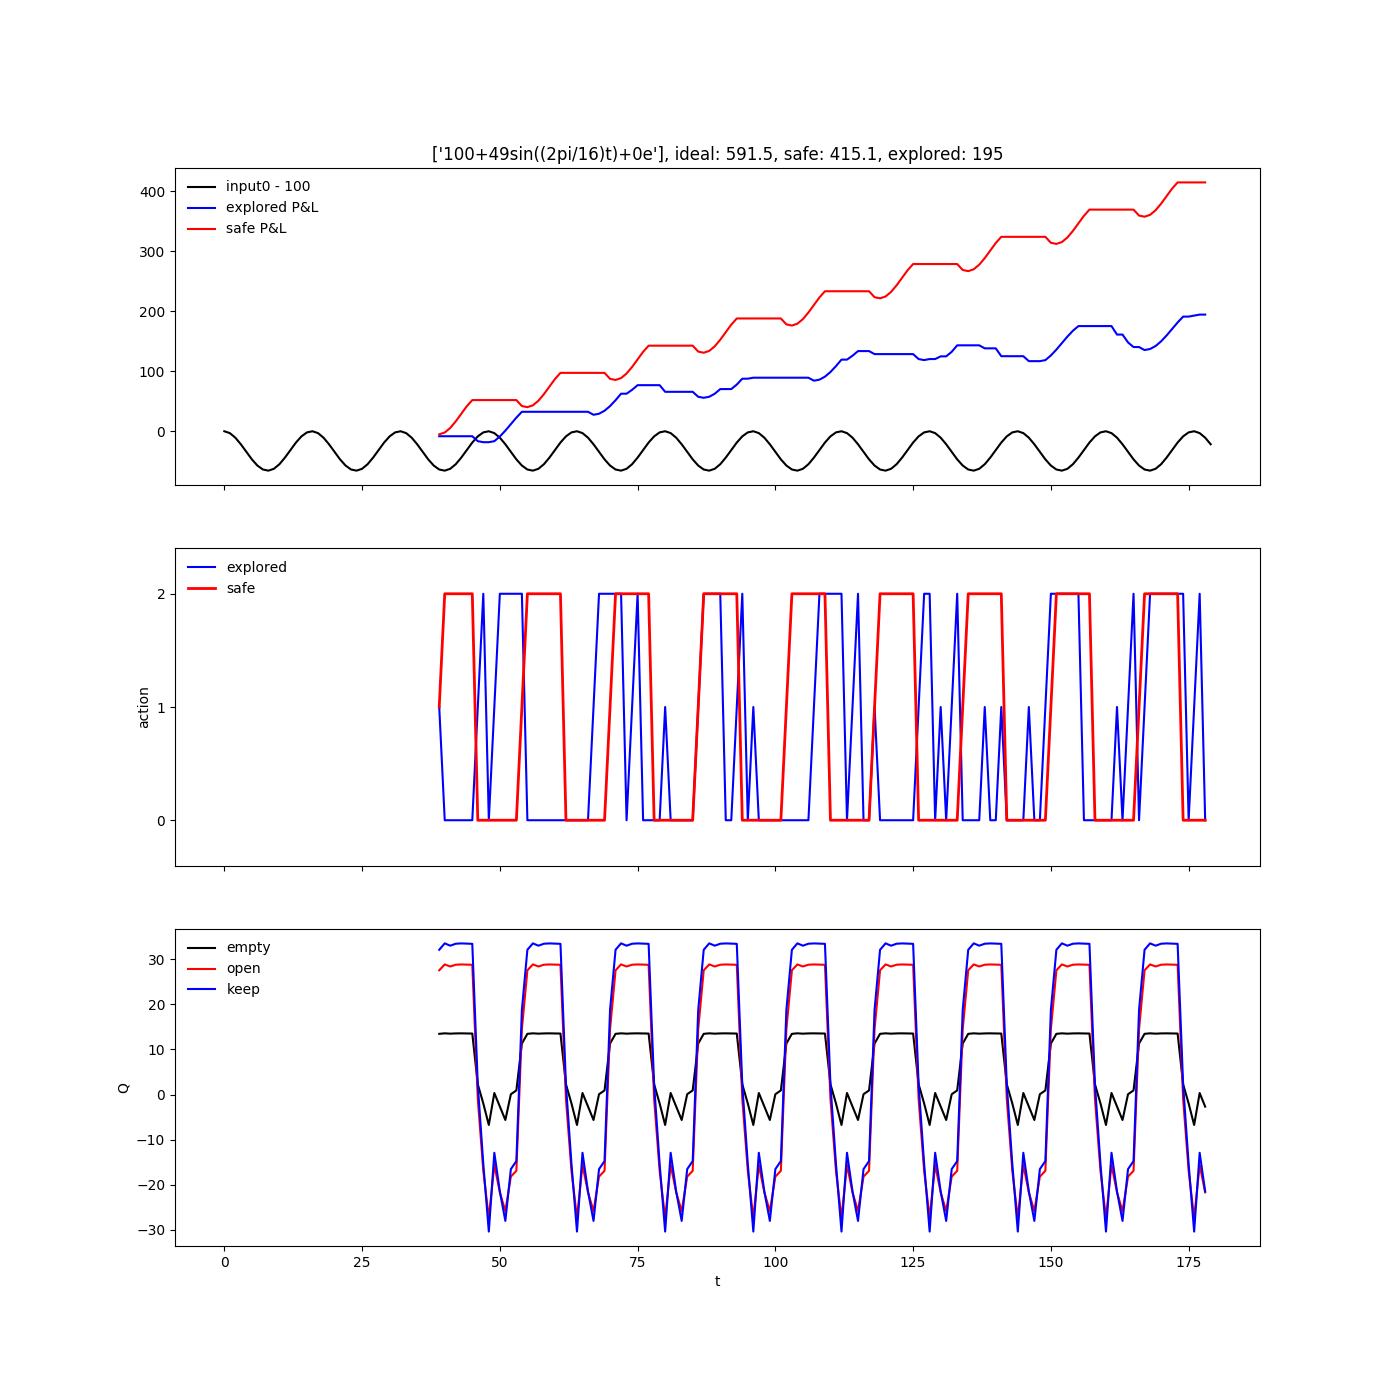 ['100+49sin((2pi/16)t)+0e'], ideal: 591.5, safe: 415.1, explored: 195
input0 - 100
explored P&L
safe P&L
400
300
200
100
0
explored
safe
2
1
0
action
empty
open
keep
30
20
10
0
−10
−20
−30
Q
0 25 50 75 100 125 150 175
t